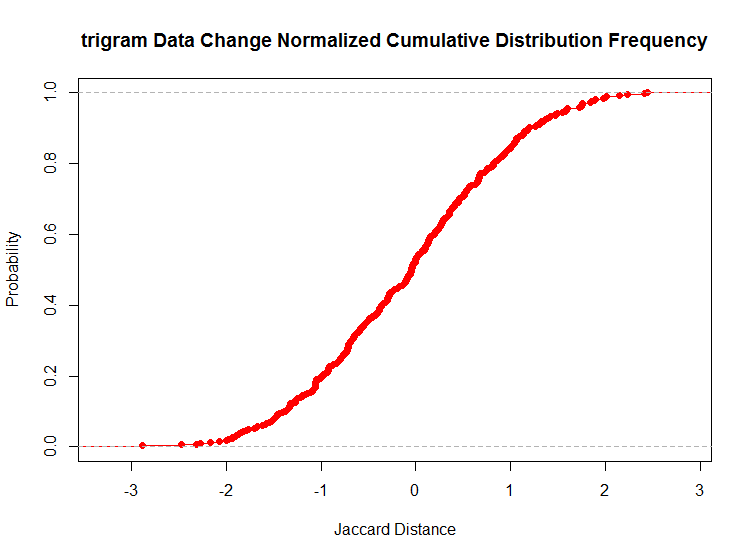 trigram Data Change Normalized Cumulative Distribution Frequency
1.0
0.8
0.6
0.4
0.2
0.0
Probability
-3 -2 -1 0 1 2 3
Jaccard Distance